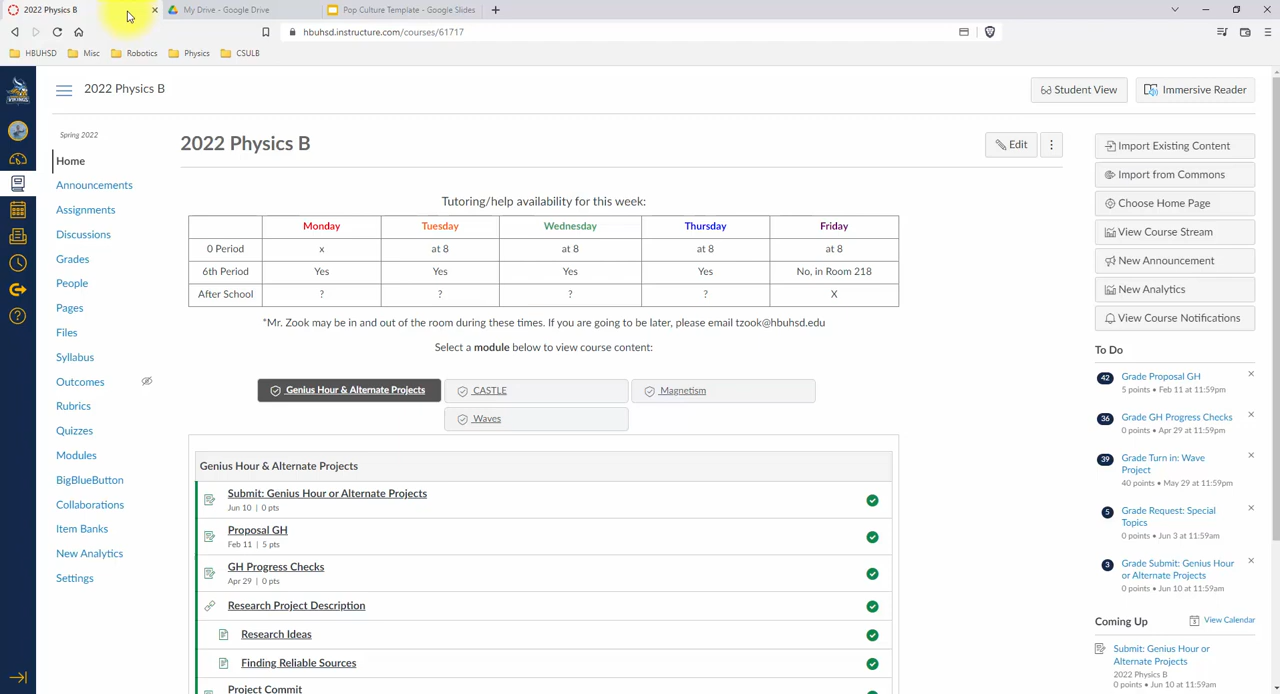 2022 Physics B
My Drive - Google Drive
Pop Culture Template - Google Slides
hbuhsd.instructure.com/courses/61717
HBUHSD
Misc
Robotics
Physics
CSULB
VIKINGS
2022 Physics B
Student View
Immersive Reader
Spring 2022
Home
Announcements
Assignments
Discussions
Grades
People
Pages
Files
Syllabus
Outcomes
Rubrics
Quizzes
Modules
BigBlueButton
Collaborations
Item Banks
New Analytics
Settings
2022 Physics B
Edit
Tutoring/help availability for this week:
Monday Tuesday Wednesday Thursday Friday
0 Period x at 8 at 8 at 8 at 8
6th Period Yes Yes Yes Yes No, in Room 218
After School ? ? ? ? X
*Mr. Zook may be in and out of the room during these times. If you are going to be later, please email tzook@hbuhsd.edu
Select a module below to view course content:
Genius Hour & Alternate Projects
CASTLE
Magnetism
Waves
Genius Hour & Alternate Projects
Submit: Genius Hour or Alternate Projects
Jun 10 | 0 pts
Proposal GH
Feb 11 | 5 pts
GH Progress Checks
Apr 29 | 0 pts
Research Project Description
Research Ideas
Finding Reliable Sources
Project Commit
Import Existing Content
Import from Commons
Choose Home Page
View Course Stream
New Announcement
New Analytics
View Course Notifications
To Do
42 Grade Proposal GH
5 points • Feb 11 at 11:59pm
36 Grade GH Progress Checks
0 points • Apr 29 at 11:59pm
39 Grade Turn in: Wave
Project
40 points • May 29 at 11:59pm
5 Grade Request: Special
Topics
0 points • Jun 3 at 11:59am
3 Grade Submit: Genius Hour
or Alternate Projects
0 points • Jun 10 at 11:59am
Coming Up
View Calendar
Submit: Genius Hour or
Alternate Projects
2022 Physics B
0 points • Jun 10 at 11:59am